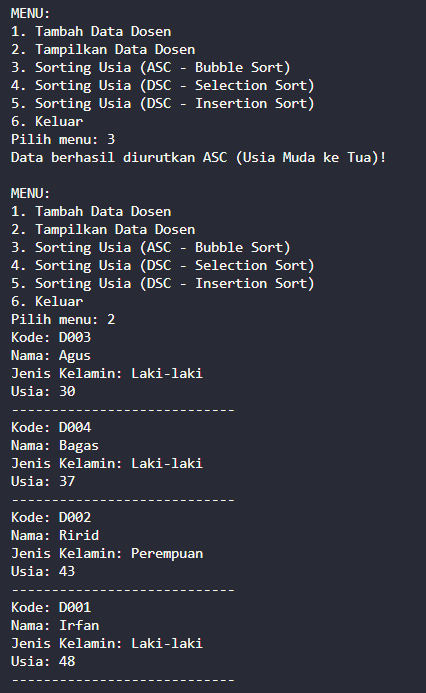 MENU:
1. Tambah Data Dosen
2. Tampilkan Data Dosen
3. Sorting Usia (ASC - Bubble Sort)
4. Sorting Usia (DSC - Selection Sort)
5. Sorting Usia (DSC - Insertion Sort)
6. Keluar
Pilih menu: 3
Data berhasil diurutkan ASC (Usia Muda ke Tua)!

MENU:
1. Tambah Data Dosen
2. Tampilkan Data Dosen
3. Sorting Usia (ASC - Bubble Sort)
4. Sorting Usia (DSC - Selection Sort)
5. Sorting Usia (DSC - Insertion Sort)
6. Keluar
Pilih menu: 2
Kode: D003
Nama: Agus
Jenis Kelamin: Laki-laki
Usia: 30
----------------------------
Kode: D004
Nama: Bagas
Jenis Kelamin: Laki-laki
Usia: 37
----------------------------
Kode: D002
Nama: Ririd
Jenis Kelamin: Perempuan
Usia: 43
----------------------------
Kode: D001
Nama: Irfan
Jenis Kelamin: Laki-laki
Usia: 48
----------------------------